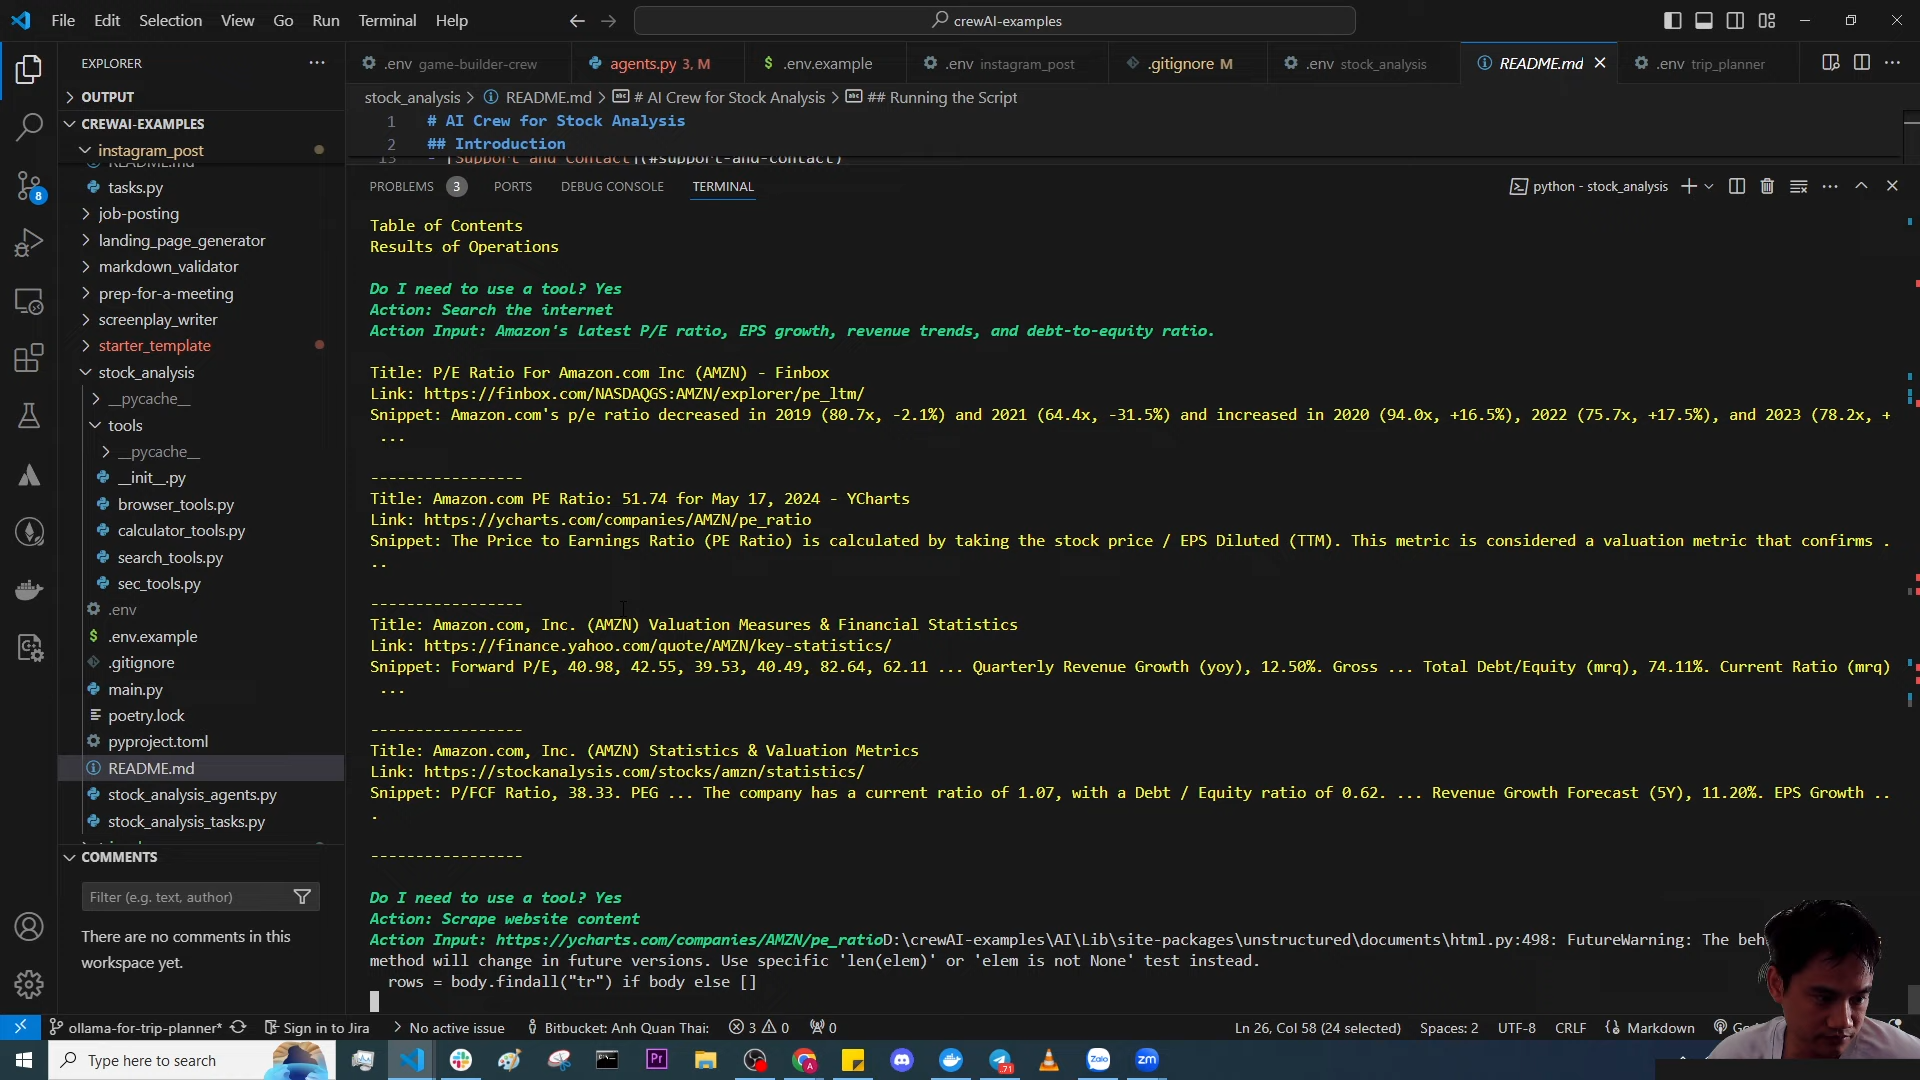 File Edit Selection View Go Run Terminal Help
crewAI-examples
EXPLORER
OUTPUT
CREWAI-EXAMPLES
instagram_post
README.md
tasks.py
job-posting
landing_page_generator
markdown_validator
prep-for-a-meeting
screenplay_writer
starter_template
stock_analysis
__pycache__
tools
__pycache__
__init__.py
browser_tools.py
calculator_tools.py
search_tools.py
sec_tools.py
.env
.env.example
.gitignore
main.py
poetry.lock
pyproject.toml
README.md
stock_analysis_agents.py
stock_analysis_tasks.py
COMMENTS
Filter (e.g. text, author)
There are no comments in this
workspace yet.
.env game-builder-crew
agents.py 3, M
.env.example
.env instagram_post
.gitignore M
.env stock_analysis
README.md
.env trip_planner
stock_analysis > README.md > # AI Crew for Stock Analysis > ## Running the Script
1 # AI Crew for Stock Analysis
2 ## Introduction
13 - [Support and Contact](#support-and-contact)
PROBLEMS 3 PORTS DEBUG CONSOLE TERMINAL
python - stock_analysis
Table of Contents
Results of Operations
Do I need to use a tool? Yes
Action: Search the internet
Action Input: Amazon's latest P/E ratio, EPS growth, revenue trends, and debt-to-equity ratio.
Title: P/E Ratio For Amazon.com Inc (AMZN) - Finbox
Link: https://finbox.com/NASDAQGS:AMZN/explorer/pe_ltm/
Snippet: Amazon.com's p/e ratio decreased in 2019 (80.7x, -2.1%) and 2021 (64.4x, -31.5%) and increased in 2020 (94.0x, +16.5%), 2022 (75.7x, +17.5%), and 2023 (78.2x, +
...
-----------------
Title: Amazon.com PE Ratio: 51.74 for May 17, 2024 - YCharts
Link: https://ycharts.com/companies/AMZN/pe_ratio
Snippet: The Price to Earnings Ratio (PE Ratio) is calculated by taking the stock price / EPS Diluted (TTM). This metric is considered a valuation metric that confirms .
..
-----------------
Title: Amazon.com, Inc. (AMZN) Valuation Measures & Financial Statistics
Link: https://finance.yahoo.com/quote/AMZN/key-statistics/
Snippet: Forward P/E, 40.98, 42.55, 39.53, 40.49, 82.64, 62.11 ... Quarterly Revenue Growth (yoy), 12.50%. Gross ... Total Debt/Equity (mrq), 74.11%. Current Ratio (mrq)
...
-----------------
Title: Amazon.com, Inc. (AMZN) Statistics & Valuation Metrics
Link: https://stockanalysis.com/stocks/amzn/statistics/
Snippet: P/FCF Ratio, 38.33. PEG ... The company has a current ratio of 1.07, with a Debt / Equity ratio of 0.62. ... Revenue Growth Forecast (5Y), 11.20%. EPS Growth ..
.
-----------------
Do I need to use a tool? Yes
Action: Scrape website content
Action Input: https://ycharts.com/companies/AMZN/pe_ratioD:\crewAI-examples\AI\Lib\site-packages\unstructured\documents\html.py:498: FutureWarning: The
method will change in future versions. Use specific 'len(elem)' or 'elem is not None' test instead.
rows = body.findall("tr") if body else []
8
ollama-for-trip-planner* Sign in to Jira No active issue Bitbucket: Anh Quan Thai: 3 0 0
Ln 26, Col 58 (24 selected) Spaces: 2 UTF-8 CRLF Markdown
Type here to search
Pr
A
71
Zalo
zm